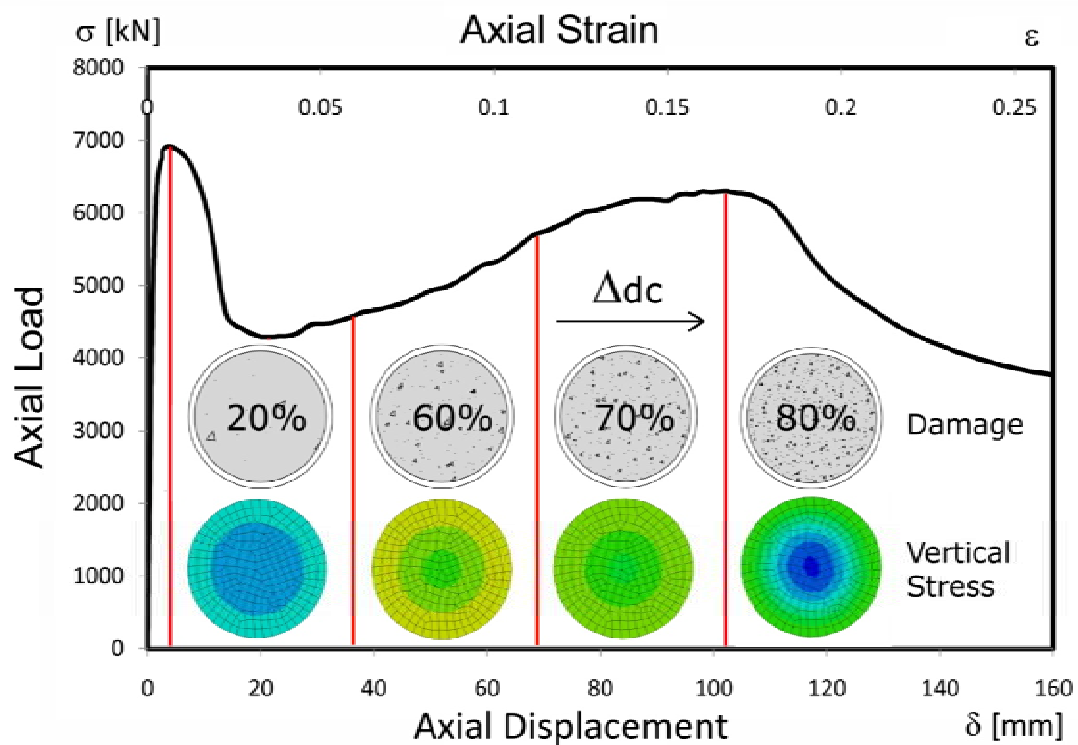 σ [kN] Axial Strain ε
8000
0 0.05 0.1 0.15 0.2 0.25
7000
6000
5000
Δdc
4000
20% 60% 70% 80% Damage
3000
2000
Vertical
Stress
1000
0
Axial Load
0 20 40 60 80 100 120 140 160
Axial Displacement δ [mm]